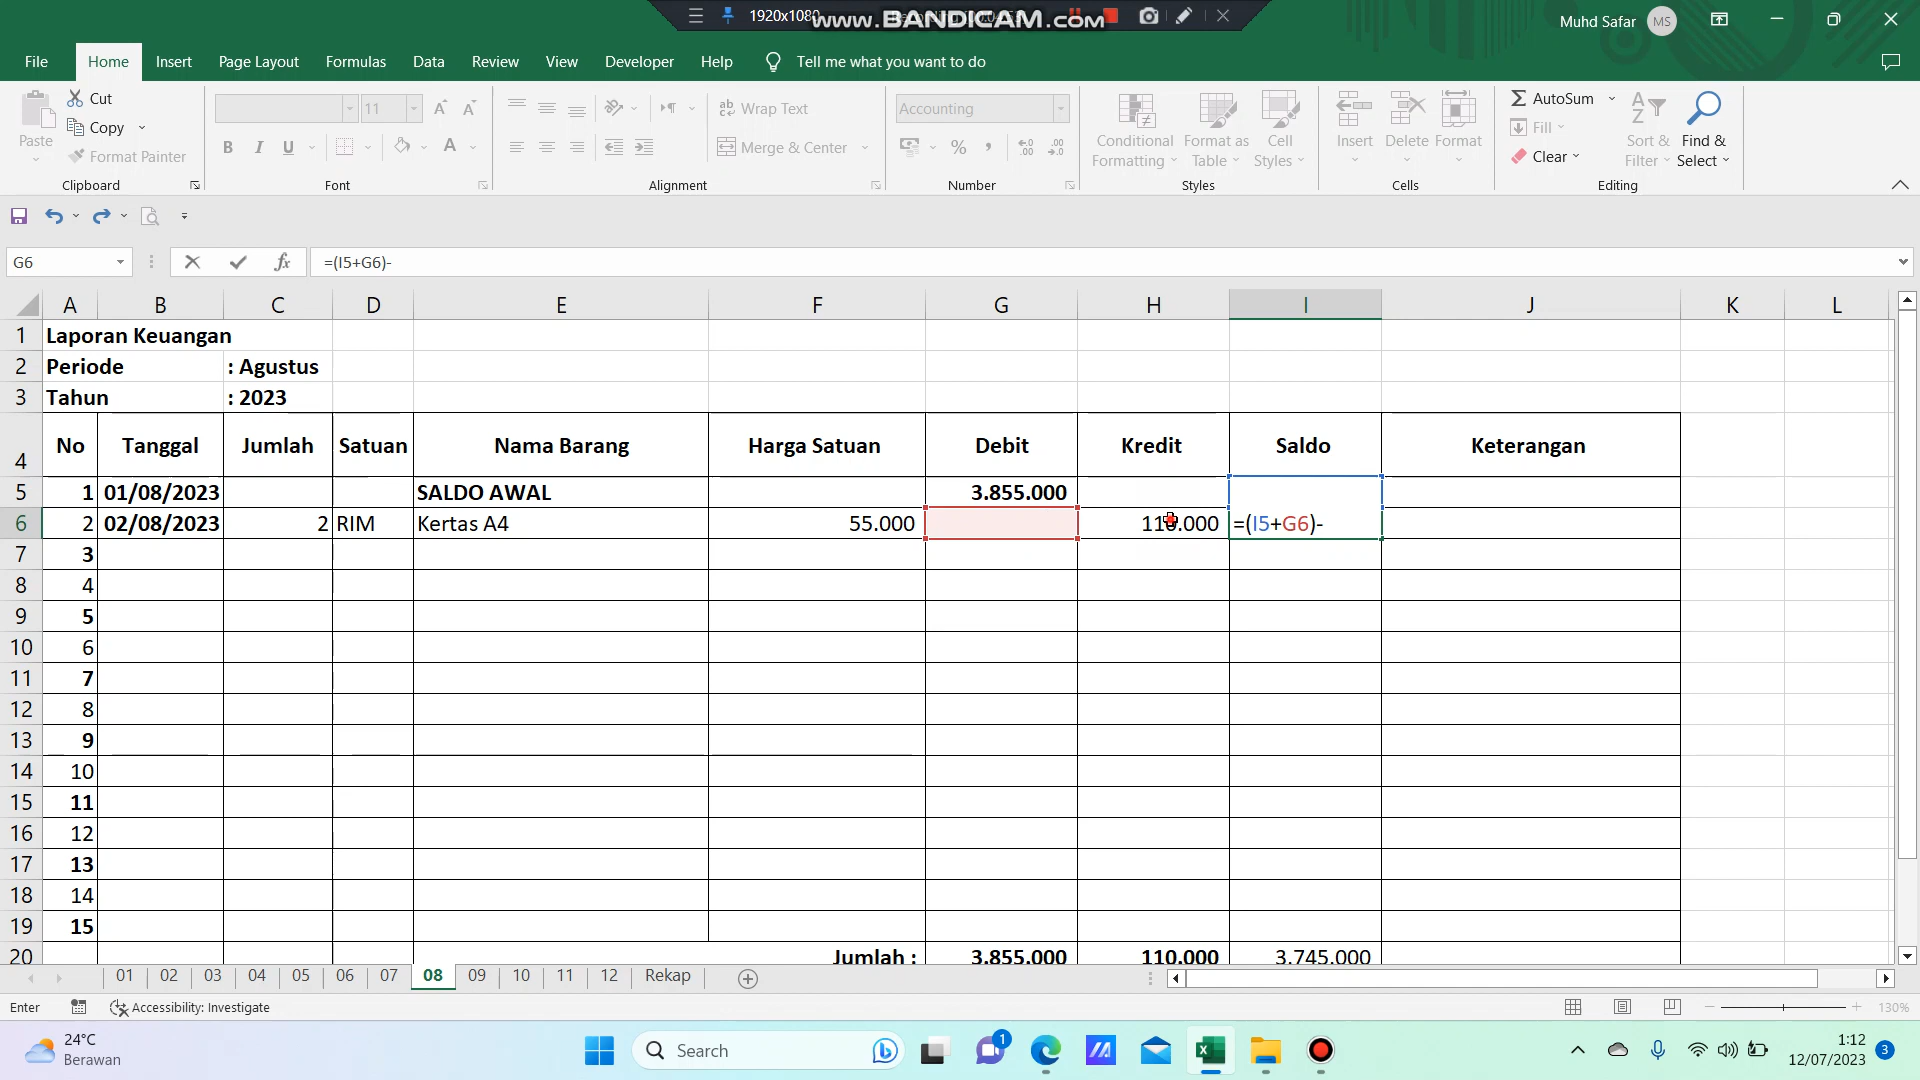 1920x1080
www.BANDICAM.com
Muhd Safar MS
File Home Insert Page Layout Formulas Data Review View Developer Help Tell me what you want to do
Paste
Cut
Copy
Format Painter
Clipboard
11
B I U
Font
Wrap Text
Merge & Center
Alignment
Accounting
Number
Conditional Formatting
Format as Table
Cell Styles
Styles
Insert Delete Format
Cells
AutoSum
Fill
Clear
Sort & Filter
Find & Select
Editing
G6 =(I5+G6)-
A B C D E F G H I J K L
1 Laporan Keuangan
2 Periode : Agustus
3 Tahun : 2023
4 No Tanggal Jumlah Satuan Nama Barang Harga Satuan Debit Kredit Saldo Keterangan
5 1 01/08/2023 SALDO AWAL 3.855.000
6 2 02/08/2023 2 RIM Kertas A4 55.000 110.000 =(I5+G6)-
7 3
8 4
9 5
10 6
11 7
12 8
13 9
14 10
15 11
16 12
17 13
18 14
19 15
20 Jumlah : 3.855.000 110.000 3.745.000
01 02 03 04 05 06 07 08 09 10 11 12 Rekap
Enter Accessibility: Investigate 130%
24°C
Berawan
Search
1
1:12
12/07/2023
3